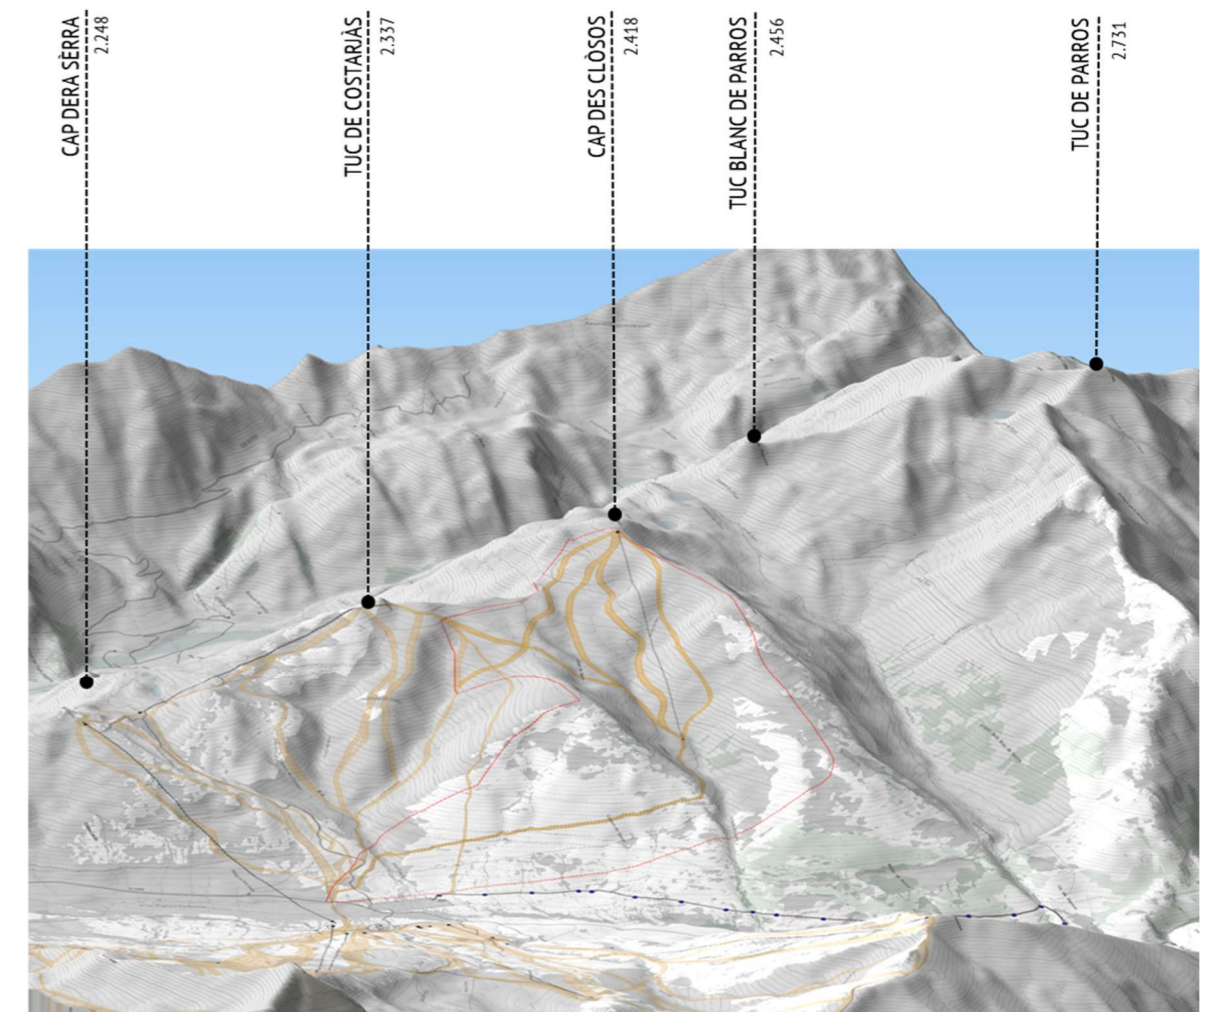 CAP DERA SÈRRA
2.248
TUC DE COSTARJÀS
2.337
CAP DES CLÒSOS
2.418
TUC BLANC DE PARROS
2.456
TUC DE PARROS
2.731